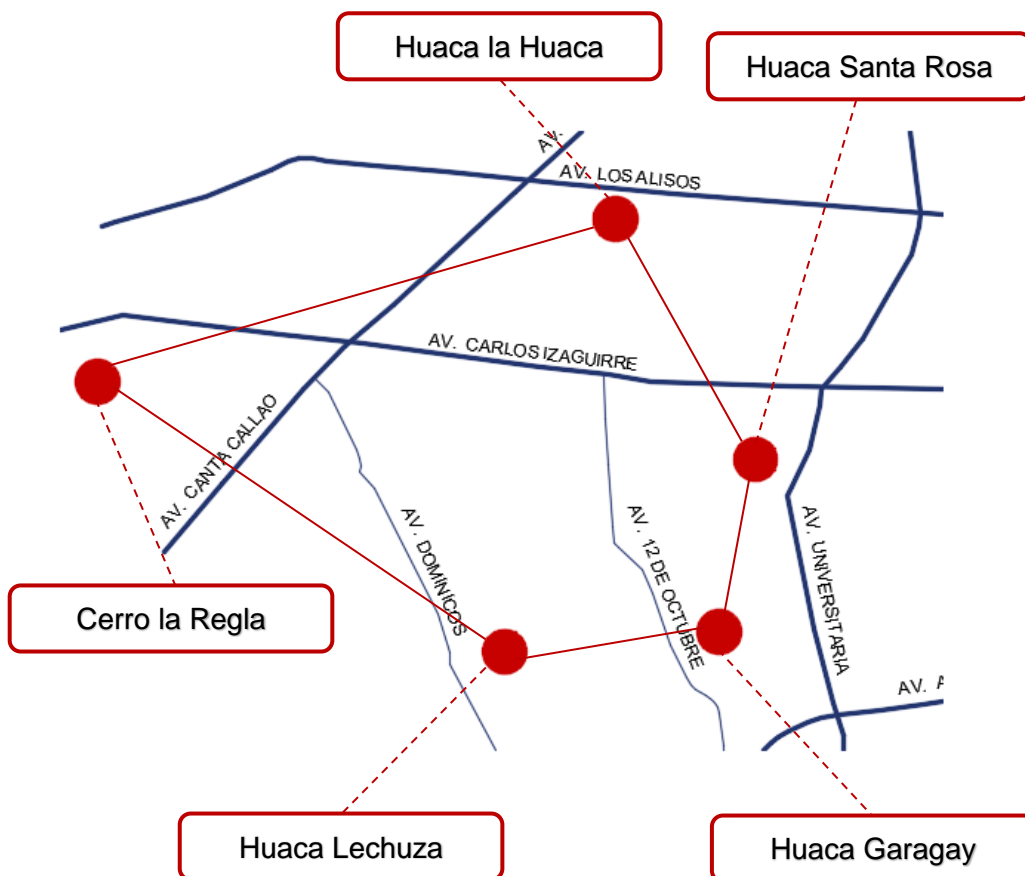 Huaca la Huaca
Huaca Santa Rosa
AV.
AV. LOS ALISOS
AV. CARLOS IZAGUIRRE
AV. CANTA CALLAO
AV. DOMINICOS
AV. 12 DE OCTUBRE
AV. UNIVERSITARIA
Cerro la Regla
AV. A
Huaca Lechuza
Huaca Garagay